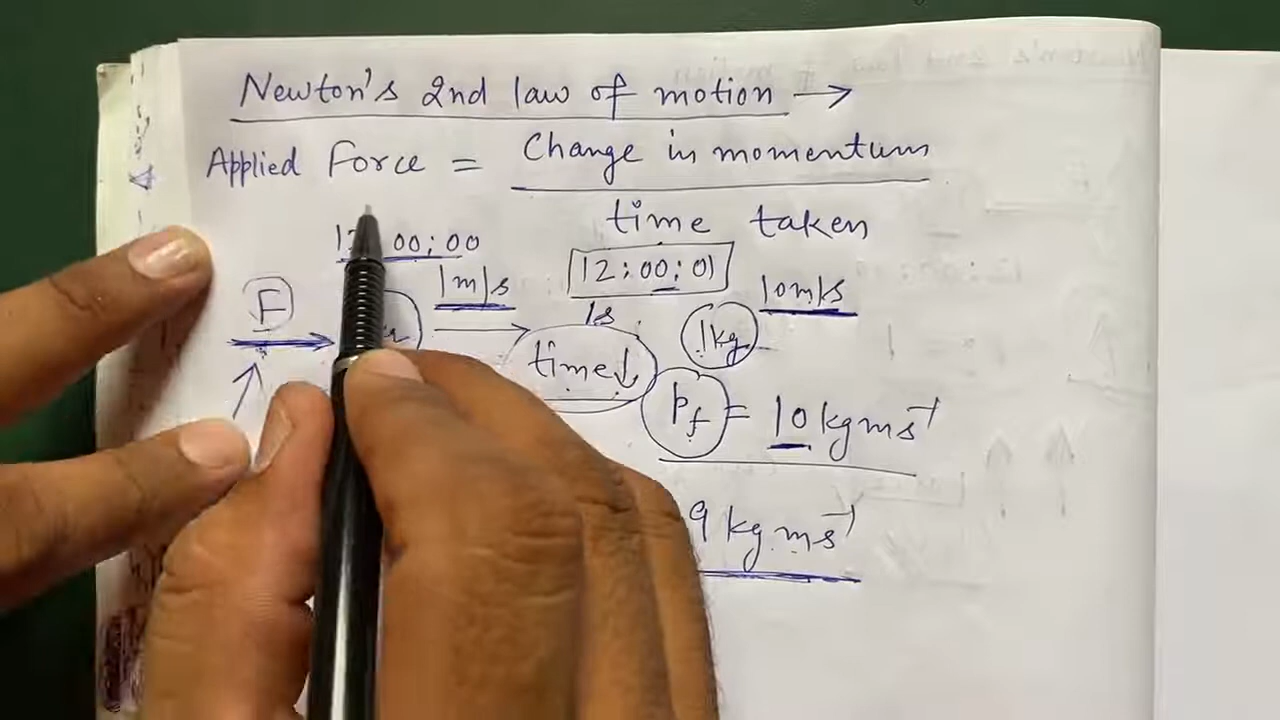 Newton's 2nd law of motion →
Applied Force = Change in momentum
time taken
12:00:00
12:00:01
F
1m/s
1s
10m/s
1kg
time↓
Pf = 10 kgms⁻¹
9 kg ms⁻¹